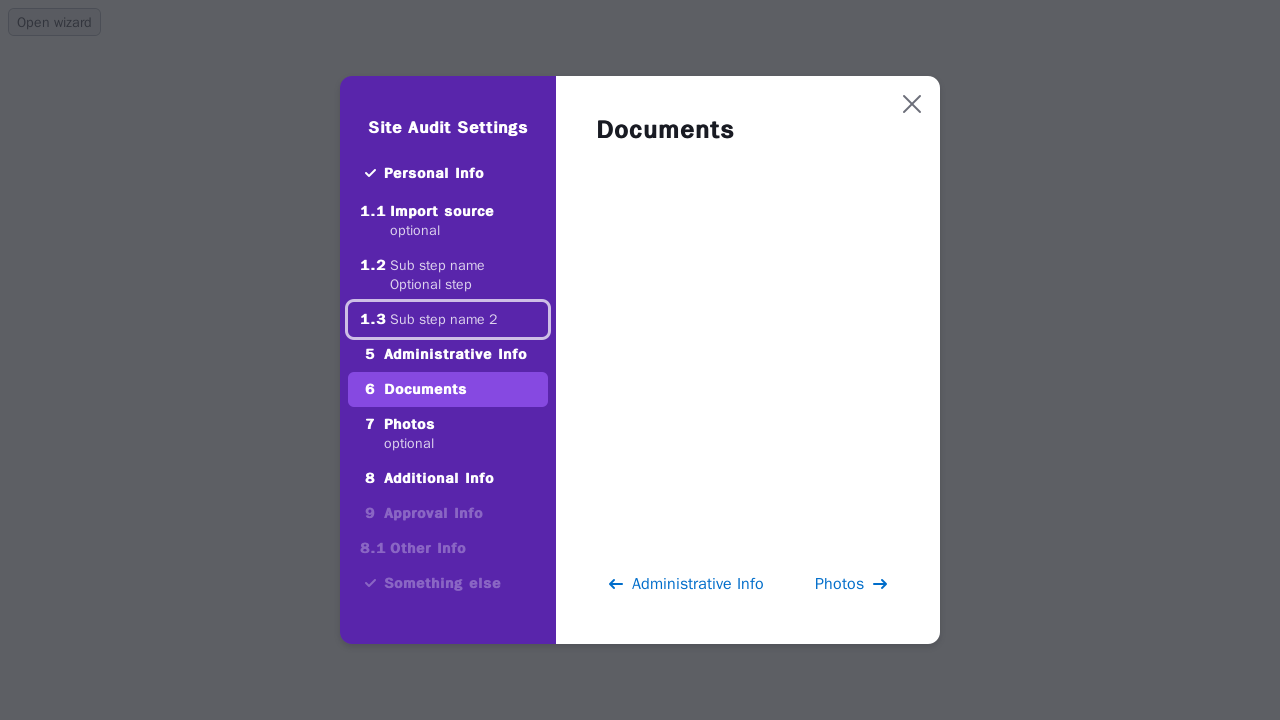 Open wizard
Site Audit Settings
Personal Info
1.1 Import source
optional
1.2 Sub step name
Optional step
1.3 Sub step name 2
5 Administrative Info
6 Documents
7 Photos
optional
8 Additional Info
9 Approval Info
8.1 Other Info
Something else
Documents
Administrative Info
Photos